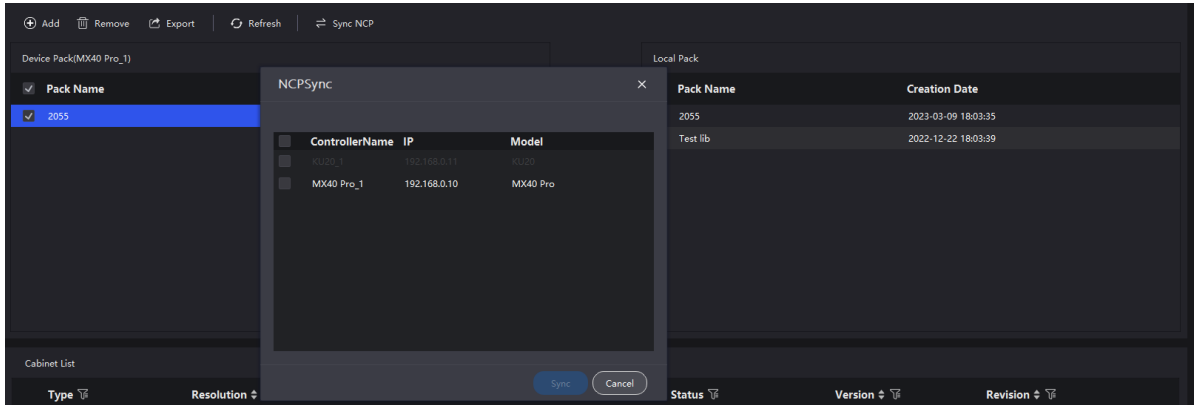 Add Remove Export Refresh Sync NCP
Device Pack(MX40 Pro_1)
Local Pack
Pack Name
2055
NCPSync
ControllerName IP Model
KU20_1 192.168.0.11 KU20
MX40 Pro_1 192.168.0.10 MX40 Pro
Sync Cancel
Pack Name Creation Date
2055 2023-03-09 18:03:35
Test lib 2022-12-22 18:03:39
Cabinet List
Type Resolution Status Version Revision